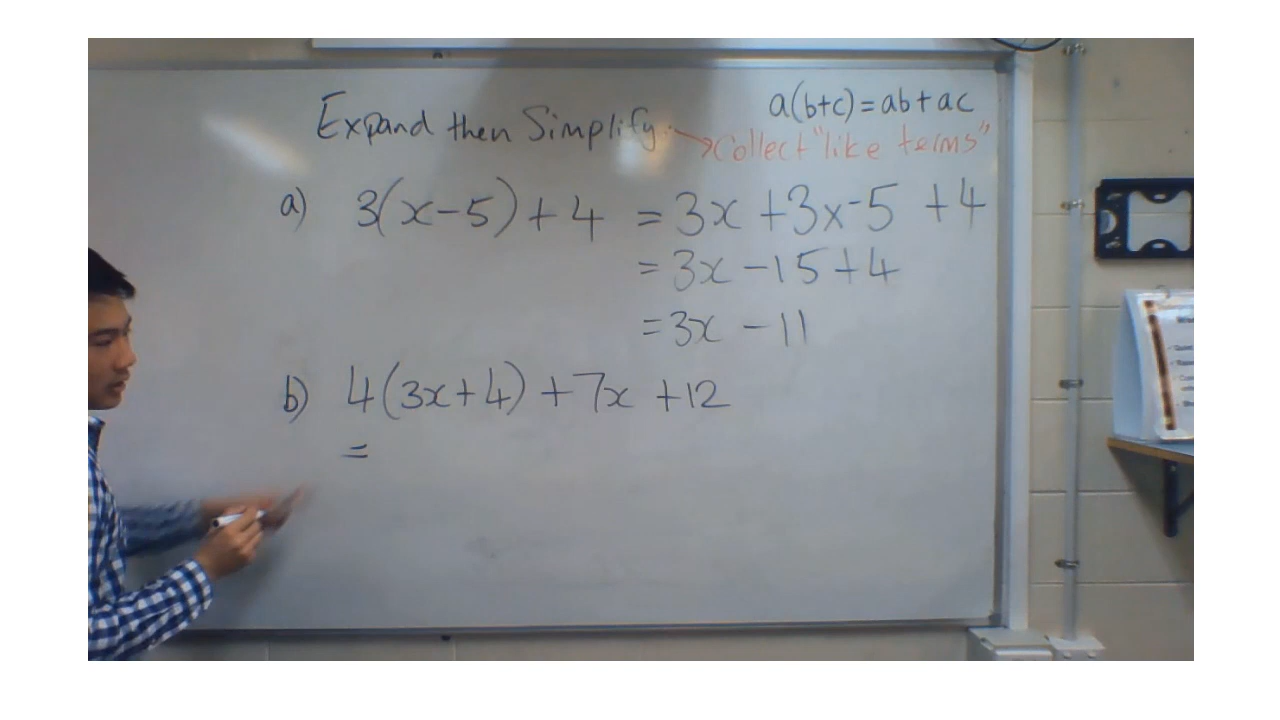 Expand then Simplify
a(b+c)=ab+ac
Collect "like terms"
a) 3(x-5)+4 = 3x +3x-5 +4
= 3x -15+4
=3x -11
b) 4(3x+4)+7x +12
=